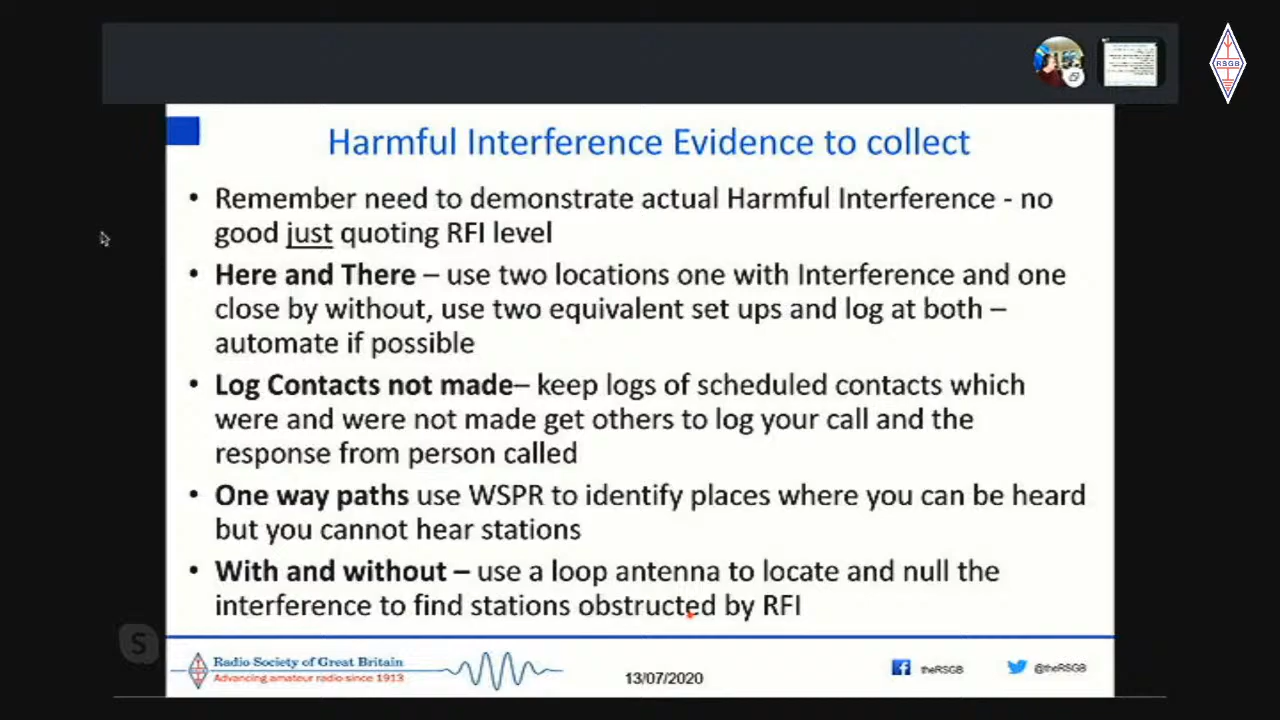 RSGB
Harmful Interference Evidence to collect
• Remember need to demonstrate actual Harmful Interference - no
good just quoting RFI level
• Here and There – use two locations one with Interference and one
close by without, use two equivalent set ups and log at both –
automate if possible
• Log Contacts not made– keep logs of scheduled contacts which
were and were not made get others to log your call and the
response from person called
• One way paths use WSPR to identify places where you can be heard
but you cannot hear stations
• With and without – use a loop antenna to locate and null the
interference to find stations obstructed by RFI
S
Radio Society of Great Britain
Advancing amateur radio since 1913
13/07/2020
theRSGB
@theRSGB